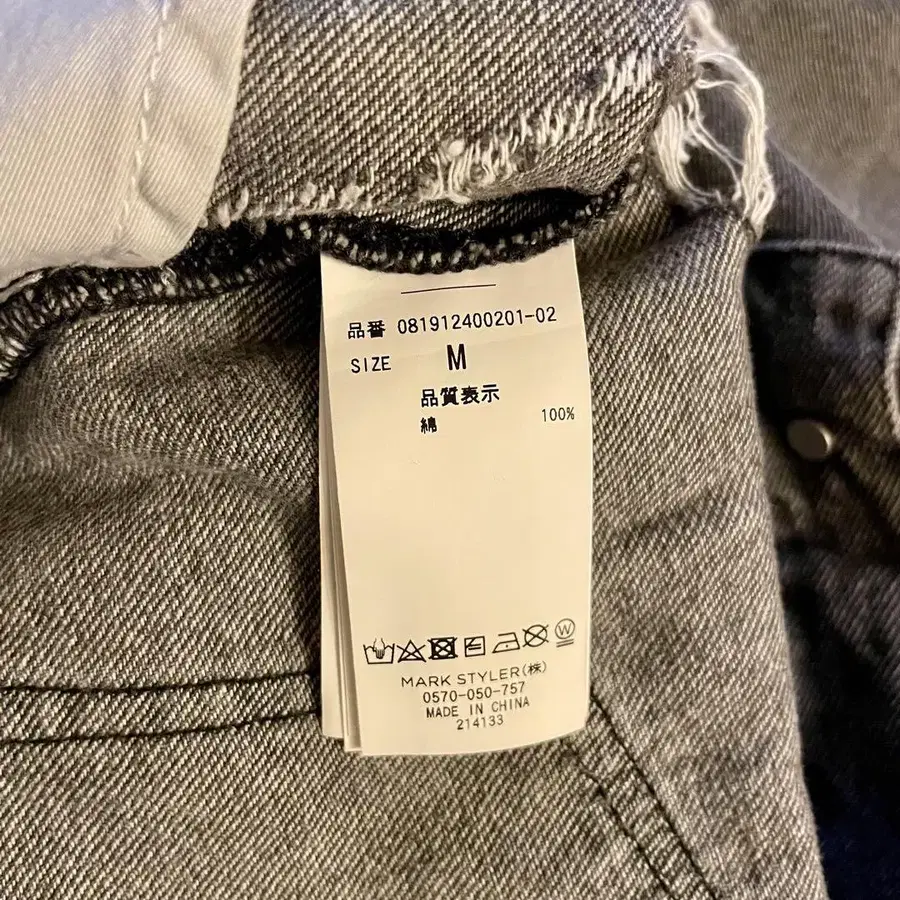 品番 081912400201-02
SIZE M
品質表示
綿 100%
W
MARK STYLER(株)
0570-050-757
MADE IN CHINA
214133